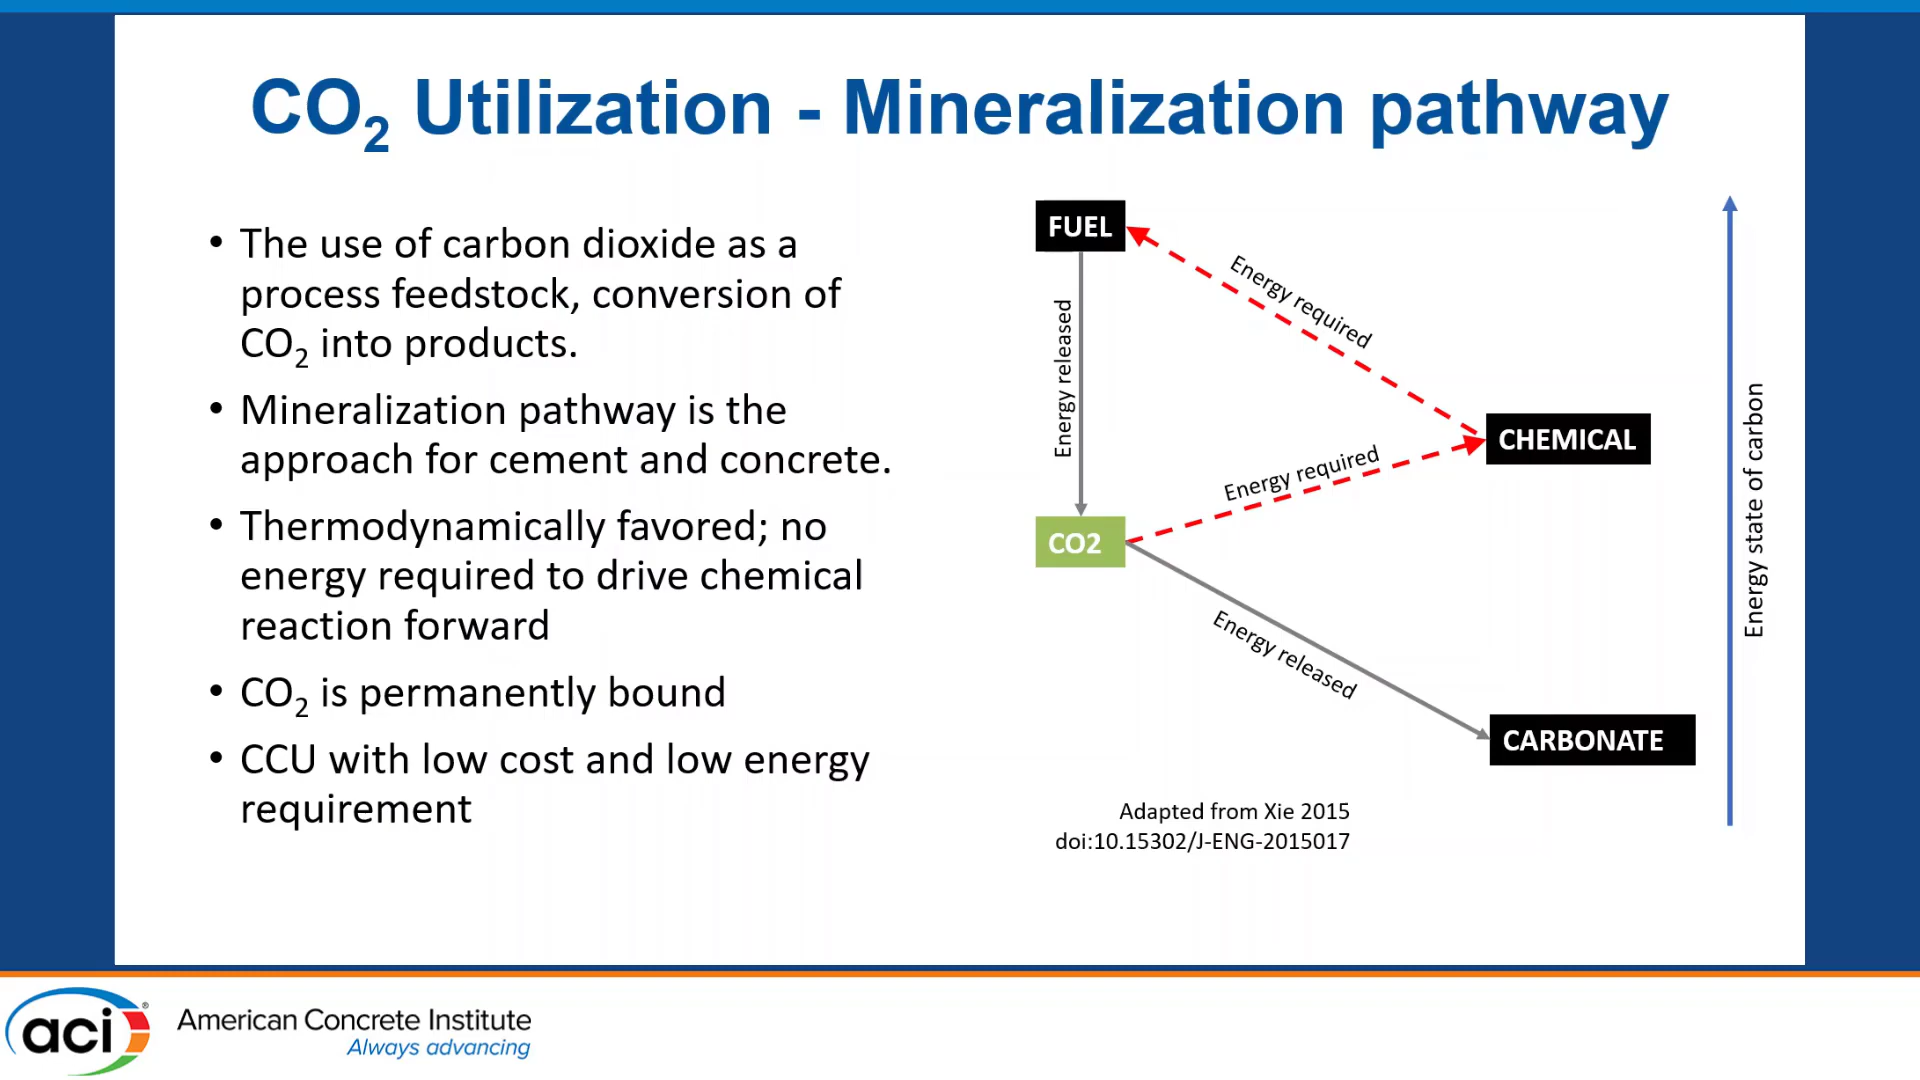 CO2 Utilization - Mineralization pathway
• The use of carbon dioxide as a
process feedstock, conversion of
CO2 into products.
• Mineralization pathway is the
approach for cement and concrete.
• Thermodynamically favored; no
energy required to drive chemical
reaction forward
• CO2 is permanently bound
• CCU with low cost and low energy
requirement
FUEL
Energy required
Energy released
CHEMICAL
Energy required
CO2
Energy released
CARBONATE
Energy state of carbon
Adapted from Xie 2015
doi:10.15302/J-ENG-2015017
aci®
American Concrete Institute
Always advancing